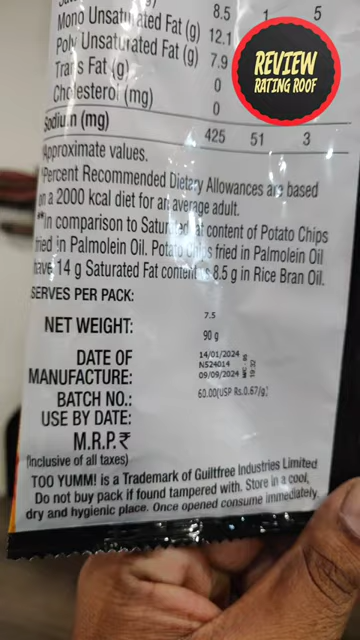 8.5 1 5
Mono Unsaturated Fat (g) 12.1
Poly Unsaturated Fat (g) 7.9
Trans Fat (g) 0
Cholesterol (mg) 0
Sodium (mg) 425 51 3
Approximate values.
Percent Recommended Dietary Allowances are based
on a 2000 kcal diet for an average adult.
**In comparison to Saturated Fat content of Potato Chips
fried in Palmolein Oil. Potato Chips fried in Palmolein Oil
have 14 g Saturated Fat content vs 8.5 g in Rice Bran Oil.
SERVES PER PACK: 7.5
NET WEIGHT: 90 g
DATE OF
MANUFACTURE: 14/01/2024
BATCH NO.: NS24014
USE BY DATE: 09/09/2024
M.R.P.₹ 60.00(USP Rs.0.67/g)
(Inclusive of all taxes)
TOO YUMM! is a Trademark of Guiltfree Industries Limited
Do not buy pack if found tampered with. Store in a cool,
dry and hygienic place. Once opened consume immediately.
REVIEW
RATING ROOF